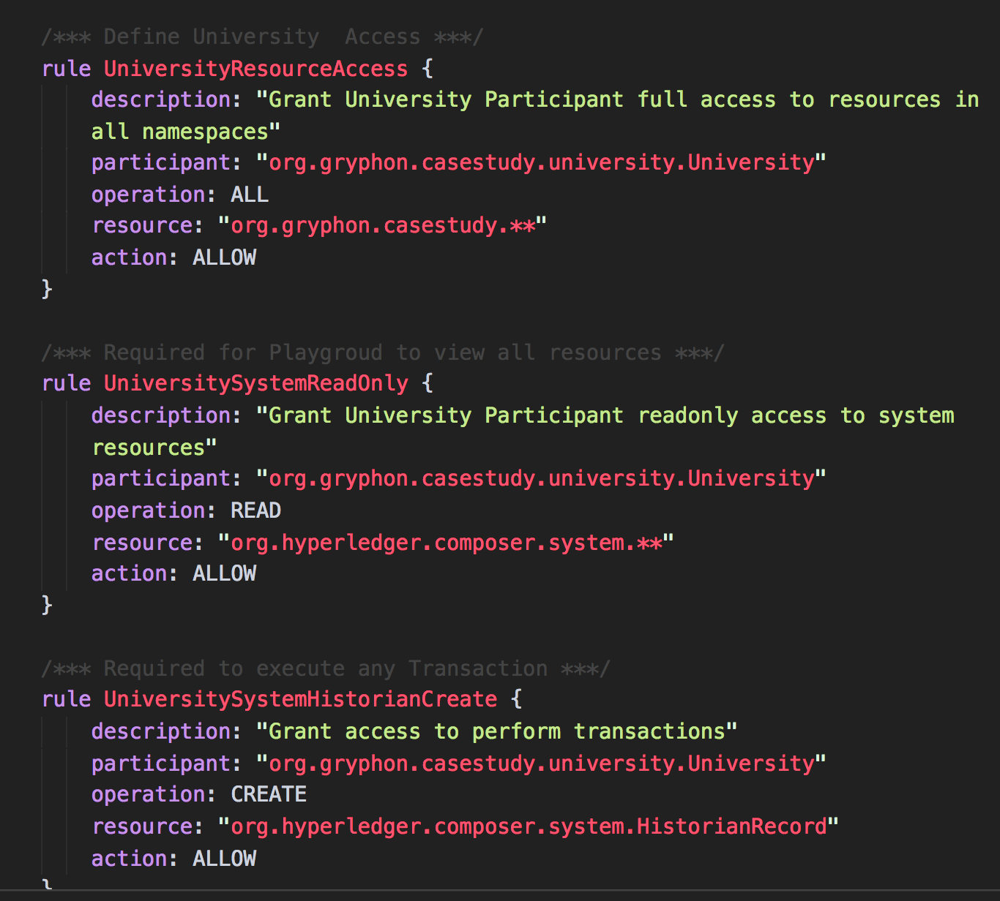 /*** Define University  Access ***/
rule UniversityResourceAccess {
description: "Grant University Participant full access to resources in
all namespaces"
participant: "org.gryphon.casestudy.university.University"
operation: ALL
resource: "org.gryphon.casestudy.**"
action: ALLOW
}
/*** Required for Playgroud to view all resources ***/
rule UniversitySystemReadOnly {
description: "Grant University Participant readonly access to system
resources"
participant: "org.gryphon.casestudy.university.University"
operation: READ
resource: "org.hyperledger.composer.system.**"
action: ALLOW
}
/*** Required to execute any Transaction ***/
rule UniversitySystemHistorianCreate {
description: "Grant access to perform transactions"
participant: "org.gryphon.casestudy.university.University"
operation: CREATE
resource: "org.hyperledger.composer.system.HistorianRecord"
action: ALLOW
}